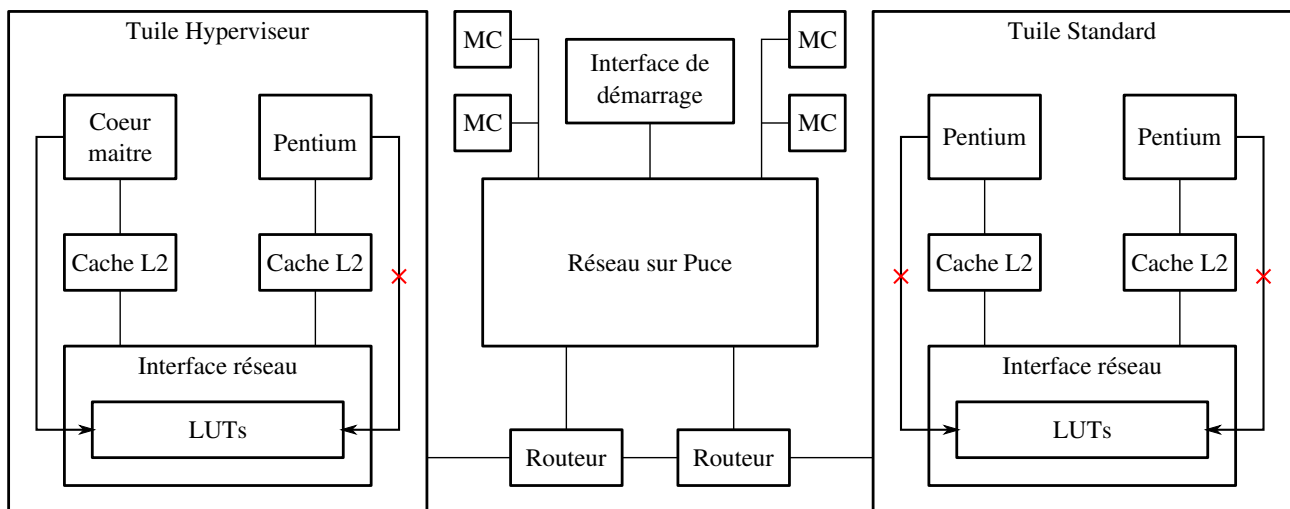 Tuile Hyperviseur
Coeur
maitre
Pentium
Cache L2
Cache L2
Interface réseau
LUTs
MC
MC
Interface de
démarrage
MC
MC
Réseau sur Puce
Routeur
Routeur
Tuile Standard
Pentium
Pentium
Cache L2
Cache L2
Interface réseau
LUTs